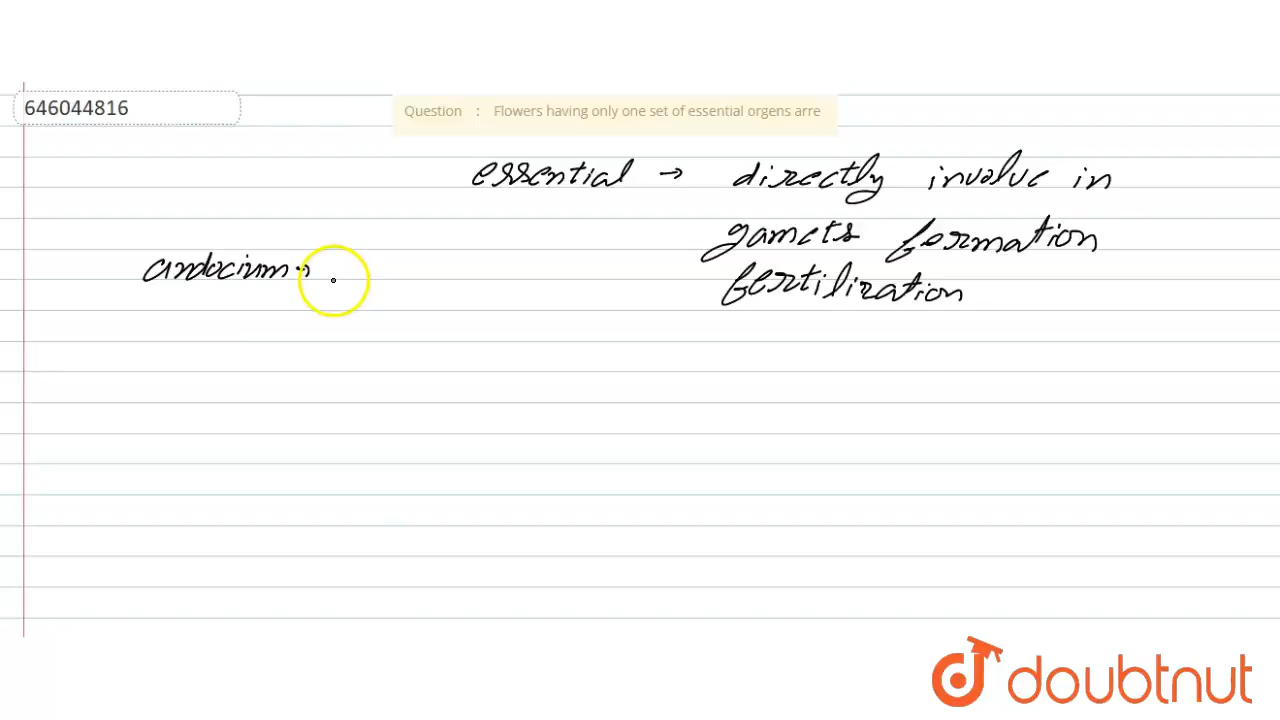 646044816
Question : Flowers having only one set of essential orgens arre
essential → directly involve in
gamets formation
andocium →
fertilization
doubtnut